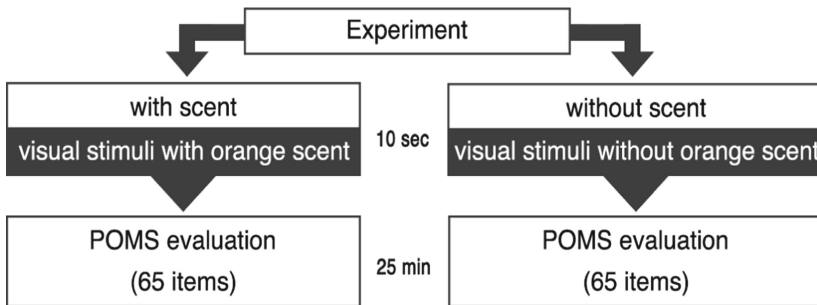 Experiment
with scent
visual stimuli with orange scent
10 sec
without scent
visual stimuli without orange scent
POMS evaluation
(65 items)
25 min
POMS evaluation
(65 items)